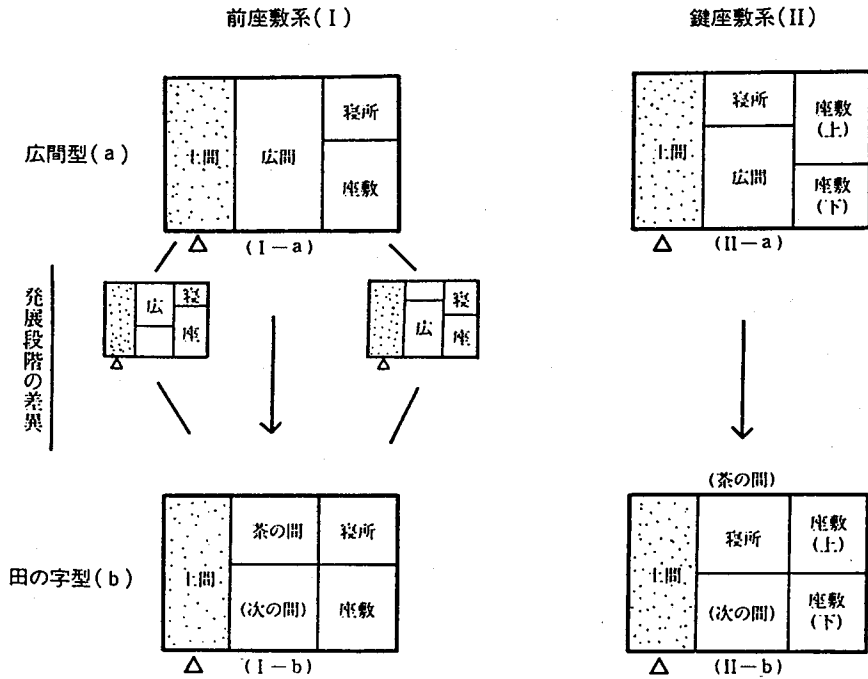 前座敷系(I)
鍵座敷系(II)
広間型(a)
土間
広間
寝所
座敷
(I—a)
土間
寝所
広間
座敷
(上)
座敷
(下)
(II—a)
発展段階の差異
広
寝
座
広
寝
座
田の字型(b)
土間
茶の間
寝所
(次の間)
座敷
(I—b)
(茶の間)
土間
寝所
座敷
(上)
(次の間)
座敷
(下)
(II—b)